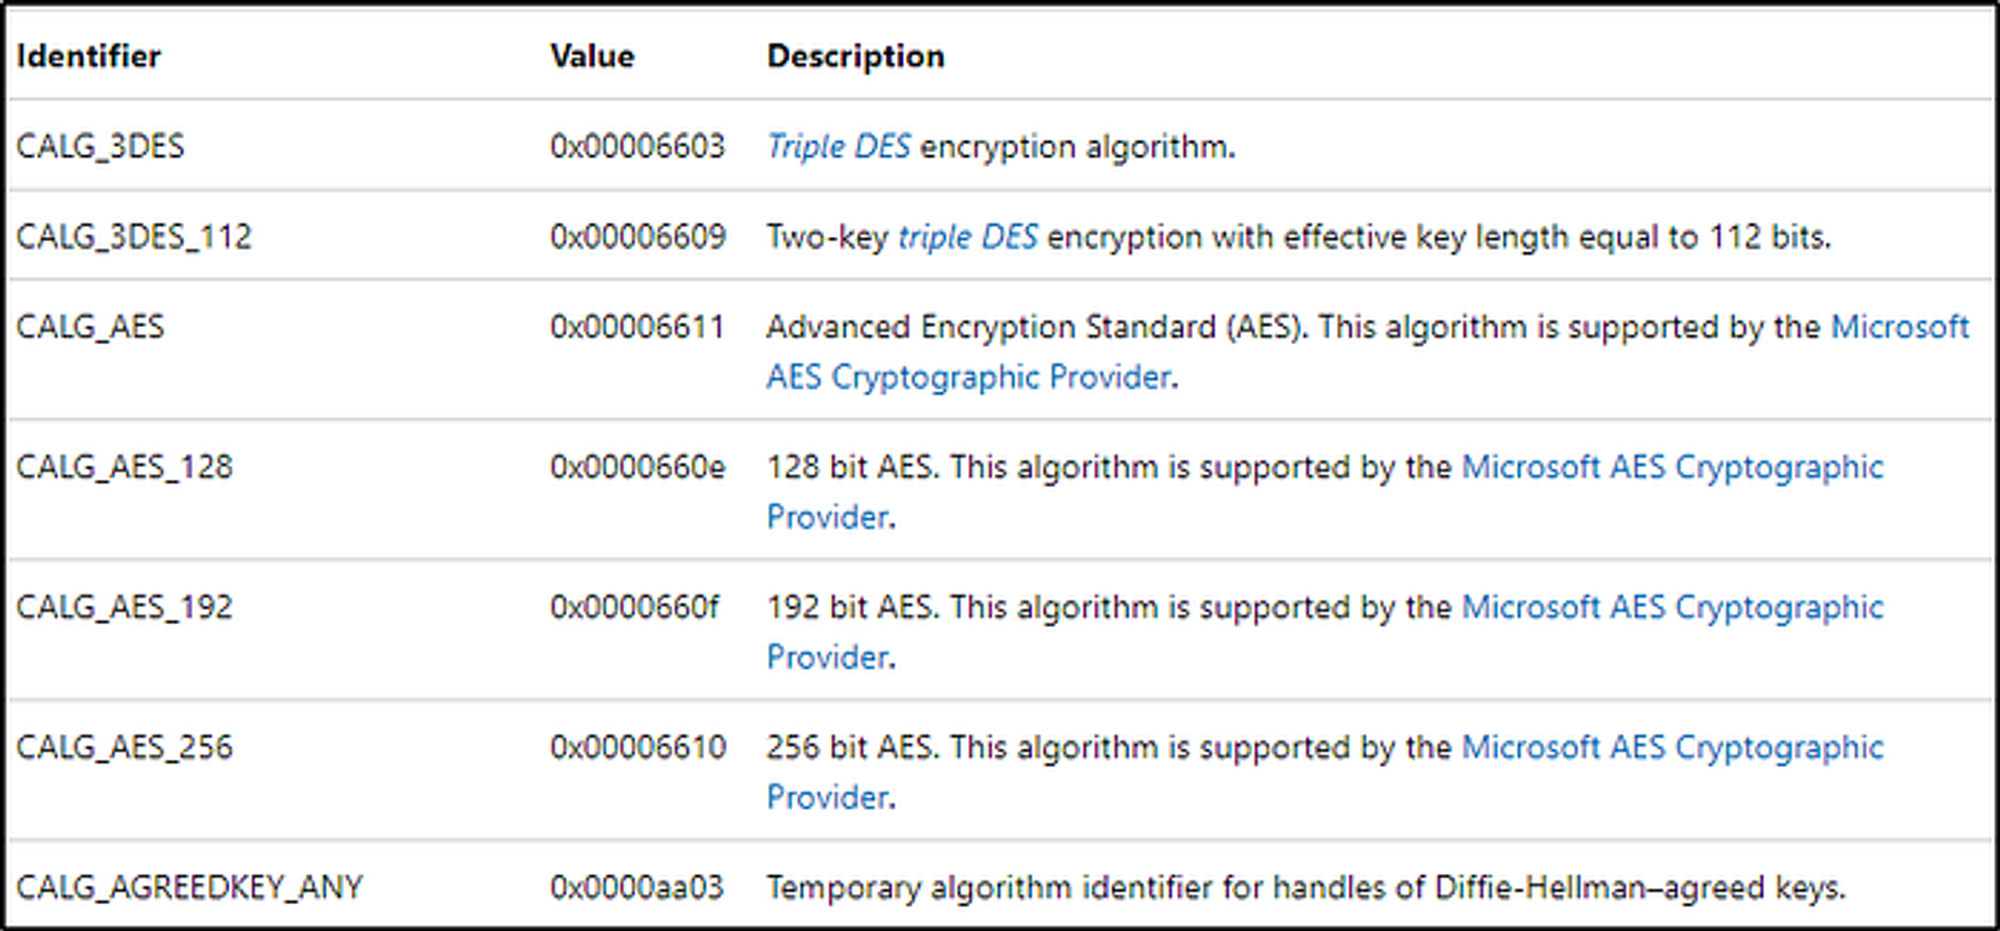 Identifier Value Description
CALG_3DES 0x00006603 Triple DES encryption algorithm.
CALG_3DES_112 0x00006609 Two-key triple DES encryption with effective key length equal to 112 bits.
CALG_AES 0x00006611 Advanced Encryption Standard (AES). This algorithm is supported by the Microsoft
AES Cryptographic Provider.
CALG_AES_128 0x0000660e 128 bit AES. This algorithm is supported by the Microsoft AES Cryptographic
Provider.
CALG_AES_192 0x0000660f 192 bit AES. This algorithm is supported by the Microsoft AES Cryptographic
Provider.
CALG_AES_256 0x00006610 256 bit AES. This algorithm is supported by the Microsoft AES Cryptographic
Provider.
CALG_AGREEDKEY_ANY 0x0000aa03 Temporary algorithm identifier for handles of Diffie-Hellman–agreed keys.